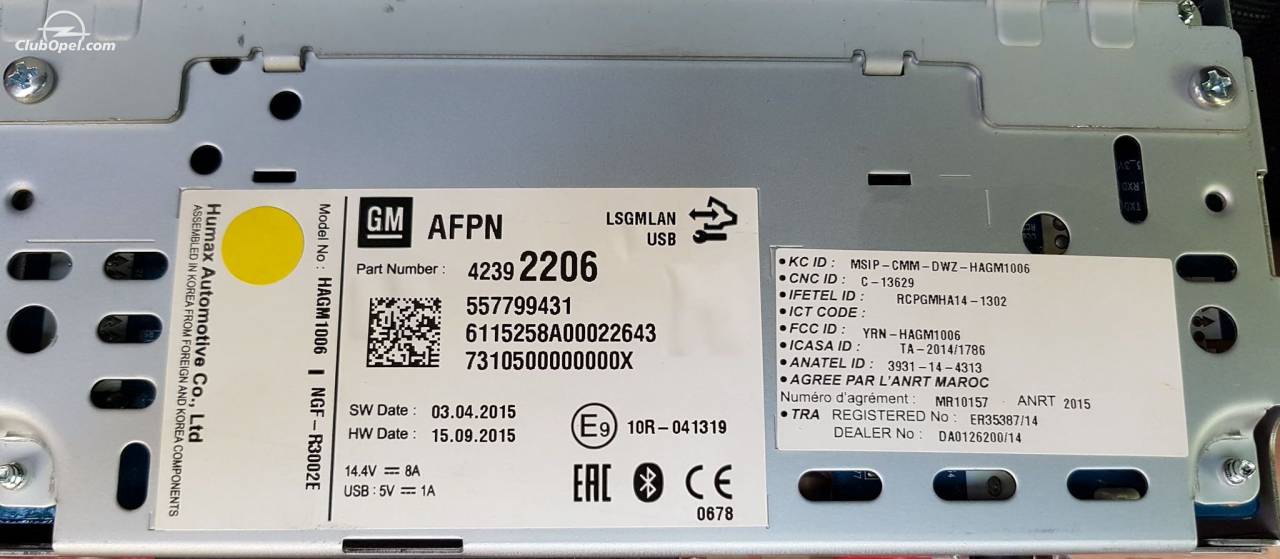 ClubOpel.com
Humax Automotive Co., Ltd
ASSEMBLED IN KOREA FROM FOREIGN AND KOREA COMPONENTS
Model No : HAGM1006 I NGF-R3002E
GM AFPN
LSGMLAN
USB
Part Number : 42392206
557799431
6115258A00022643
7310500000000X
SW Date : 03.04.2015
HW Date : 15.09.2015
E9 10R-041319
14.4V ⎓ 8A
USB : 5V ⎓ 1A
EAC CE
0678
• KC ID : MSIP-CMM-DWZ-HAGM1006
• CNC ID : C-13629
• IFETEL ID : RCPGMHA14-1302
• ICT CODE :
• FCC ID : YRN-HAGM1006
• ICASA ID : TA-2014/1786
• ANATEL ID : 3931-14-4313
• AGREE PAR L'ANRT MAROC
Numéro d'agrément : MR10157 ANRT 2015
• TRA REGISTERED No : ER35387/14
DEALER No : DA0126200/14
3_3V
RXD
TXD